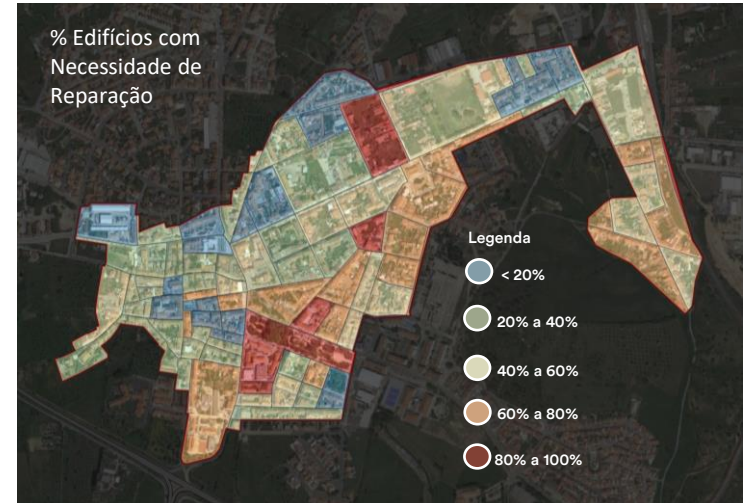 % Edifícios com
Necessidade de
Reparação
Legenda
< 20%
20% a 40%
40% a 60%
60% a 80%
80% a 100%